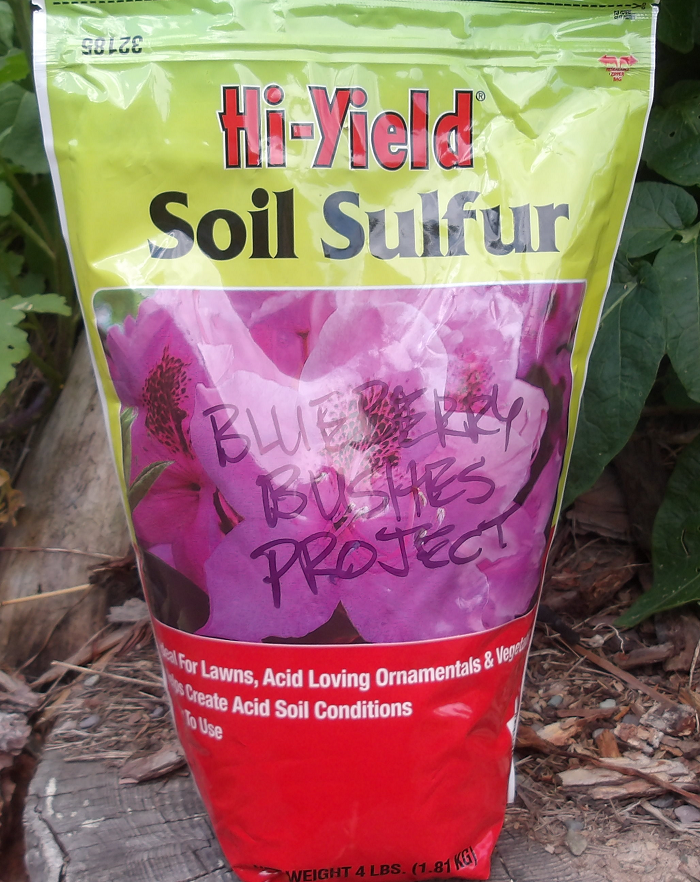 32185
Hi-Yield®
Soil Sulfur
BLUEBERRY
BUSHES
PROJECT
For Lawns, Acid Loving Ornamentals &
Create Acid Soil Conditions
To Use
WEIGHT 4 LBS. (1.81 KG)